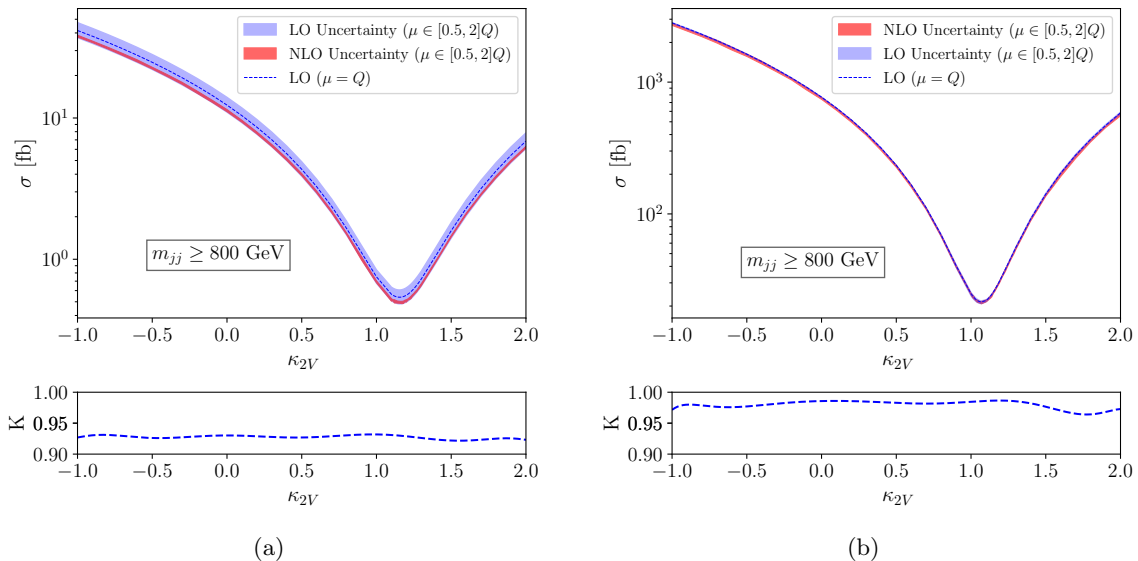 LO Uncertainty (μ ∈ [0.5, 2]Q)
NLO Uncertainty (μ ∈ [0.5, 2]Q)
LO (μ = Q)
σ [fb]
10¹
10⁰
m_jj ≥ 800 GeV
−1.0 −0.5 0.0 0.5 1.0 1.5 2.0
κ_2V
K
1.00
0.95
0.90
−1.0 −0.5 0.0 0.5 1.0 1.5 2.0
κ_2V
(a)
NLO Uncertainty (μ ∈ [0.5, 2]Q)
LO Uncertainty (μ ∈ [0.5, 2]Q)
LO (μ = Q)
σ [fb]
10³
10²
m_jj ≥ 800 GeV
−1.0 −0.5 0.0 0.5 1.0 1.5 2.0
κ_2V
K
1.00
0.95
0.90
−1.0 −0.5 0.0 0.5 1.0 1.5 2.0
κ_2V
(b)